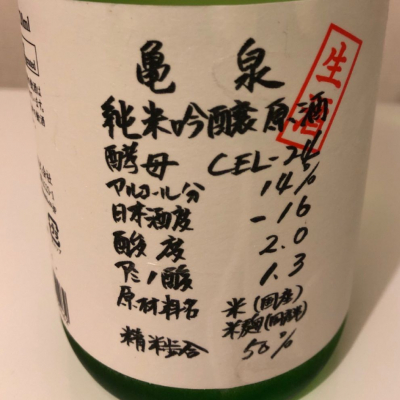 亀泉
生酒
純米吟醸原酒
酵母 CEL-24
アルコール分 14%
日本酒度 -16
酸度 2.0
アミノ酸 1.3
原材料名 米(国産)
米麹(国産米)
精米歩合 50%